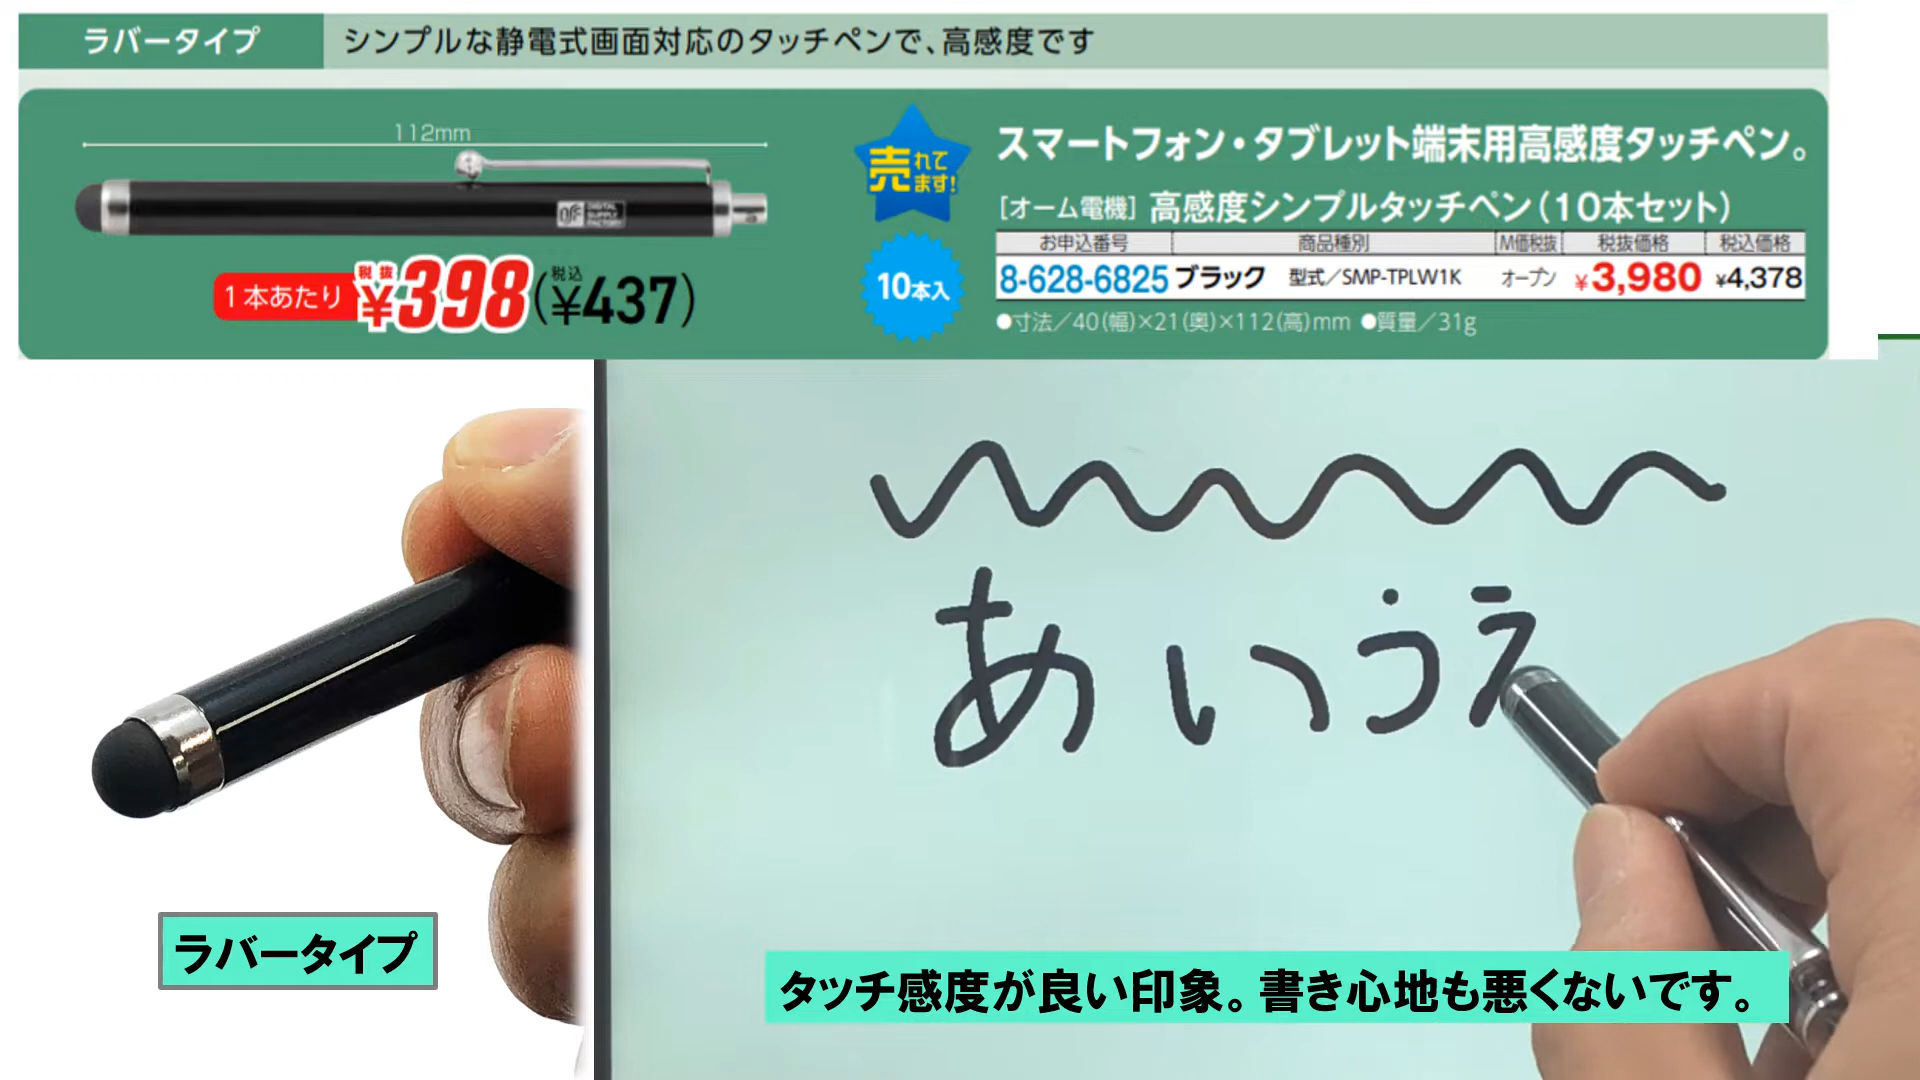 ラバータイプ
シンプルな静電式画面対応のタッチペンで、高感度です
112mm
DSF DIGITAL SUPPLY FACTORY
1本あたり 税抜 ¥398 (税込 ¥437)
売れてます!
10本入
スマートフォン・タブレット端末用高感度タッチペン。
[オーム電機] 高感度シンプルタッチペン(10本セット)
お申込番号 商品種別 M価税抜 税抜価格 税込価格
8-628-6825 ブラック 型式/SMP-TPLW1K オープン ¥3,980 ¥4,378
●寸法/40(幅)×21(奥)×112(高)mm ●質量/31g
あいうえ
ラバータイプ
タッチ感度が良い印象。書き心地も悪くないです。